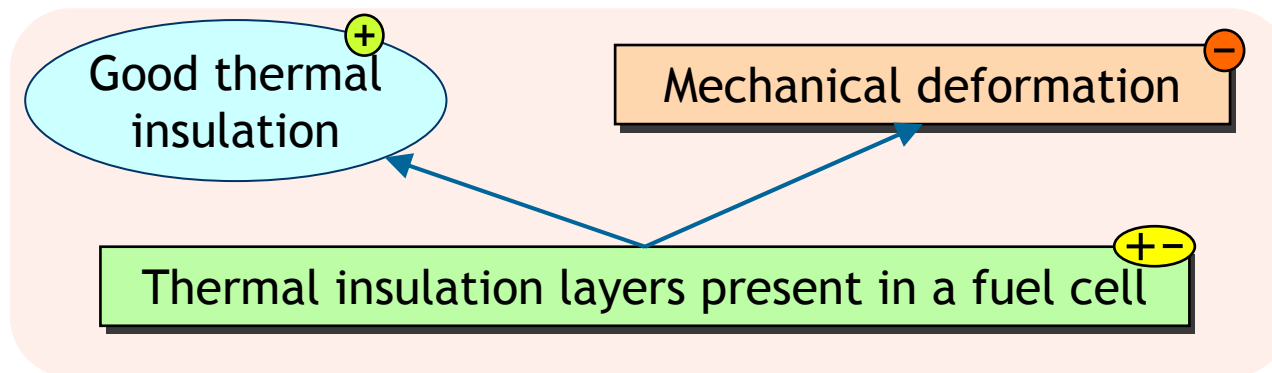 Good thermal
insulation
+
Mechanical deformation
−
Thermal insulation layers present in a fuel cell
+−